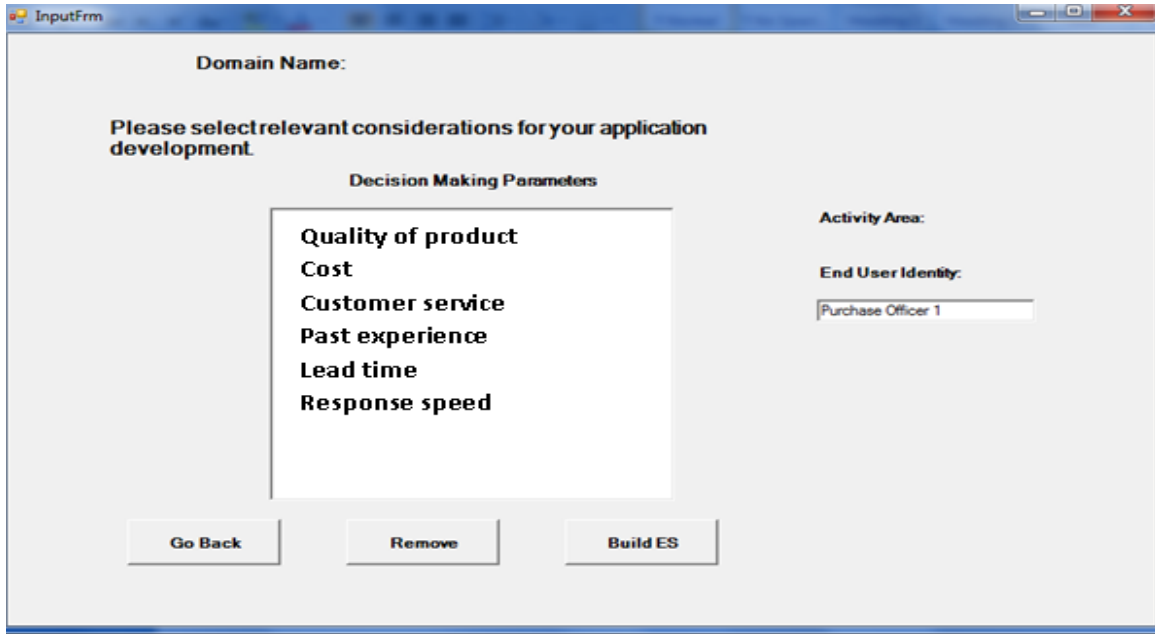 InputFrm
Domain Name:
Please select relevant considerations for your application
development.
Decision Making Parameters
Quality of product
Cost
Customer service
Past experience
Lead time
Response speed
Activity Area:
End User Identity:
Purchase Officer 1
Go Back
Remove
Build ES